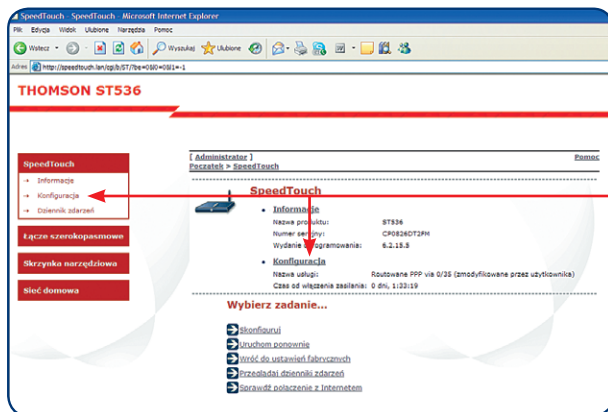 SpeedTouch - SpeedTouch - Microsoft Internet Explorer
Plik Edycja Widok Ulubione Narzędzia Pomoc
Wstecz Wyszukaj Ulubione
Adres http://speedtouch.lan/cgi/b/ST/?be=0&l0=0&l1=-1
THOMSON ST536
SpeedTouch
Informacje
Konfiguracja
Dziennik zdarzeń
Łącze szerokopasmowe
Skrzynka narzędziowa
Sieć domowa
[ Administrator ] Pomoc
Początek > SpeedTouch
SpeedTouch
• Informacje
Nazwa produktu: ST536
Numer seryjny: CP0826DT2FM
Wydanie oprogramowania: 6.2.15.5
• Konfiguracja
Nazwa usługi: Routowane PPP via 0/35 (zmodyfikowane przez użytkownika)
Czas od włączenia zasilania: 0 dni, 1:33:19
Wybierz zadanie...
Skonfiguruj
Uruchom ponownie
Wróć do ustawień fabrycznych
Przeglądaj dzienniki zdarzeń
Sprawdź połączenie z Internetem